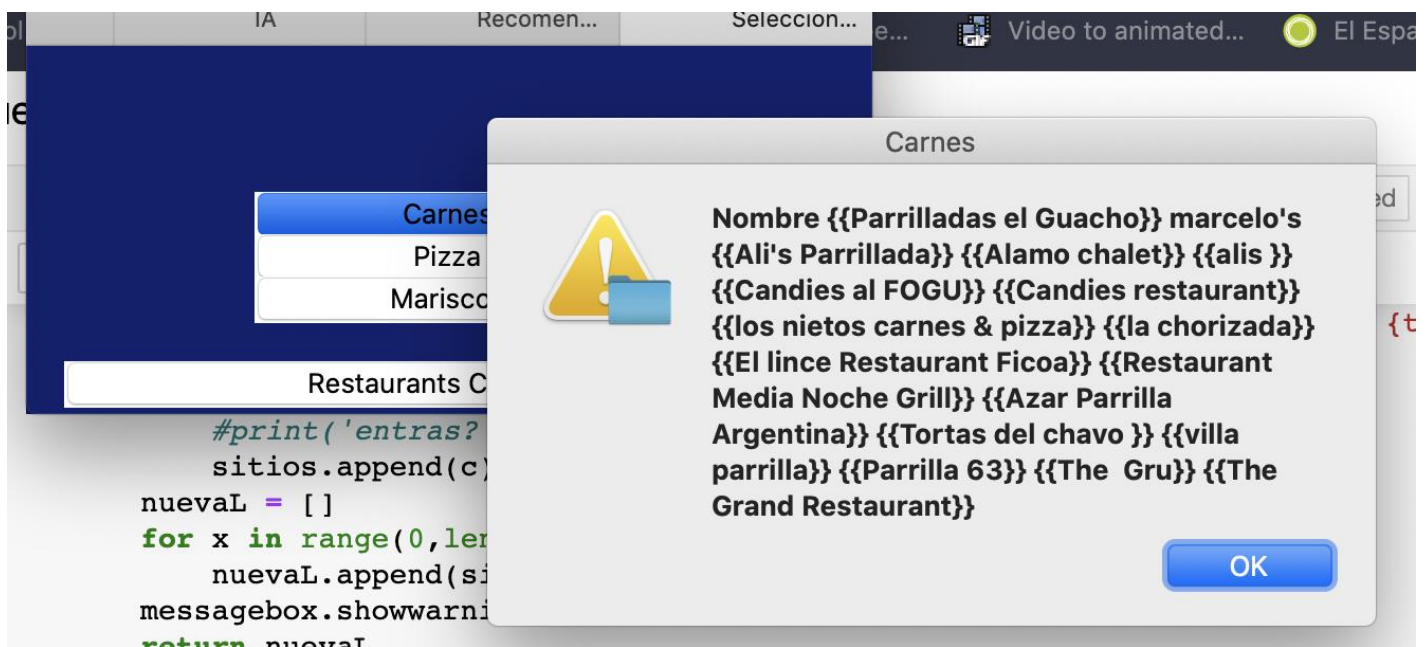 IA Recomen... Seleccion... e... Video to animated... El Espa
Carnes
Nombre {{Parrilladas el Guacho}} marcelo's
{{Ali's Parrillada}} {{Alamo chalet}} {{alis }}
{{Candies al FOGU}} {{Candies restaurant}}
{{los nietos carnes & pizza}} {{la chorizada}}
{{El lince Restaurant Ficoa}} {{Restaurant
Media Noche Grill}} {{Azar Parrilla
Argentina}} {{Tortas del chavo }} {{villa
parrilla}} {{Parrilla 63}} {{The  Gru}} {{The
Grand Restaurant}}
OK
Carnes
Pizza
Marisco
Restaurants C
{t
#print('entras?
sitios.append(c)
nuevaL = []
for x in range(0,len
nuevaL.append(si
messagebox.showwarni
return nuevaL